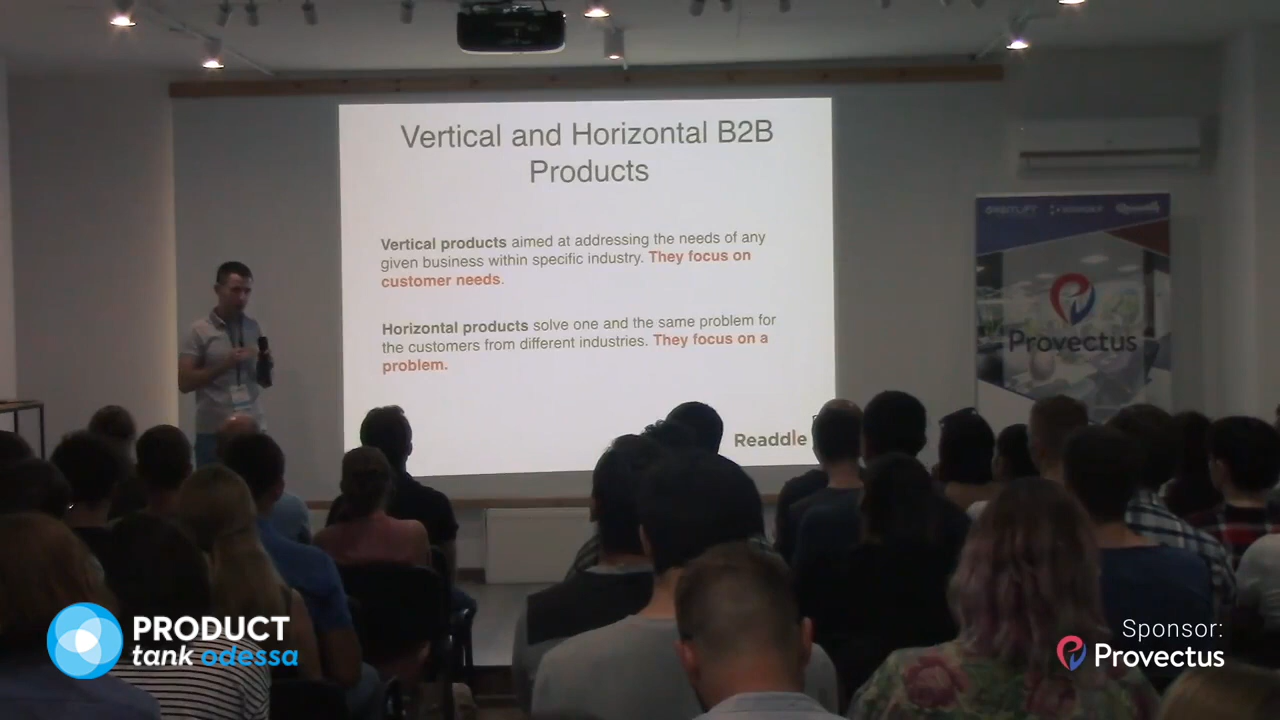 Vertical and Horizontal B2B
Products
Vertical products aimed at addressing the needs of any
given business within specific industry. They focus on
customer needs.
Horizontal products solve one and the same problem for
the customers from different industries. They focus on a
problem.
Readdle
Provectus
PRODUCT
tank odessa
Sponsor:
Provectus